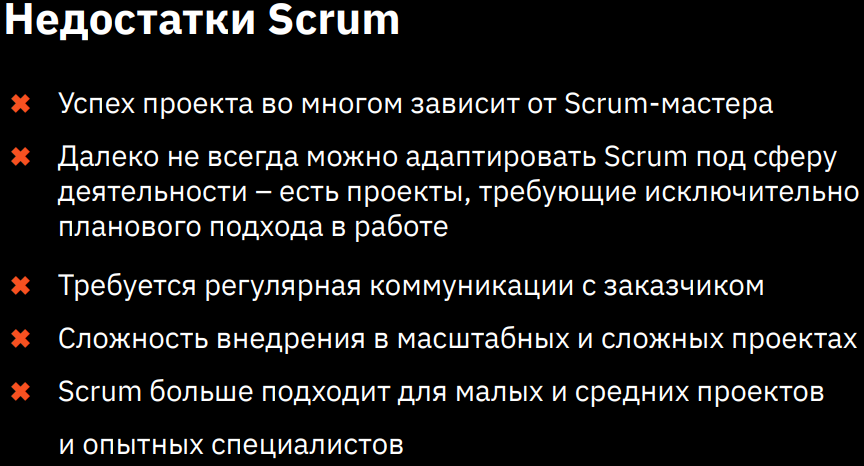 Недостатки Scrum
✖ Успех проекта во многом зависит от Scrum-мастера
✖ Далеко не всегда можно адаптировать Scrum под сферу
деятельности – есть проекты, требующие исключительно
планового подхода в работе
✖ Требуется регулярная коммуникации с заказчиком
✖ Сложность внедрения в масштабных и сложных проектах
✖ Scrum больше подходит для малых и средних проектов
и опытных специалистов